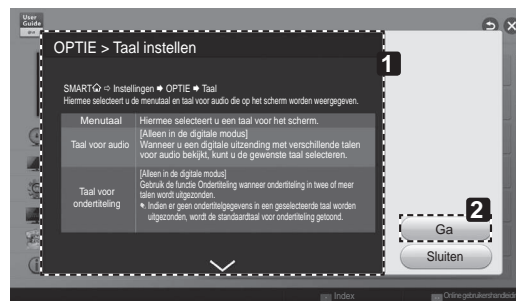 User
Guide
OPTIE > Taal instellen
1
SMART ⇨ Instellingen ➡ OPTIE ➡ Taal
Hiermee selecteert u de menutaal en taal voor audio die op het scherm worden weergegeven.
Menutaal
Hiermee selecteert u een taal voor het scherm.
Taal voor audio
[Alleen in de digitale modus]
Wanneer u een digitale uitzending met verschillende talen
voor audio bekijkt, kunt u de gewenste taal selecteren.
Taal voor
ondertiteling
[Alleen in de digitale modus]
Gebruik de functie Ondertiteling wanneer ondertiteling in twee of meer
talen wordt uitgezonden.
Indien er geen ondertitelgegevens in een geselecteerde taal worden
uitgezonden, wordt de standaardtaal voor ondertiteling getoond.
2
Ga
Sluiten
Index
Online gebruikershandleidi